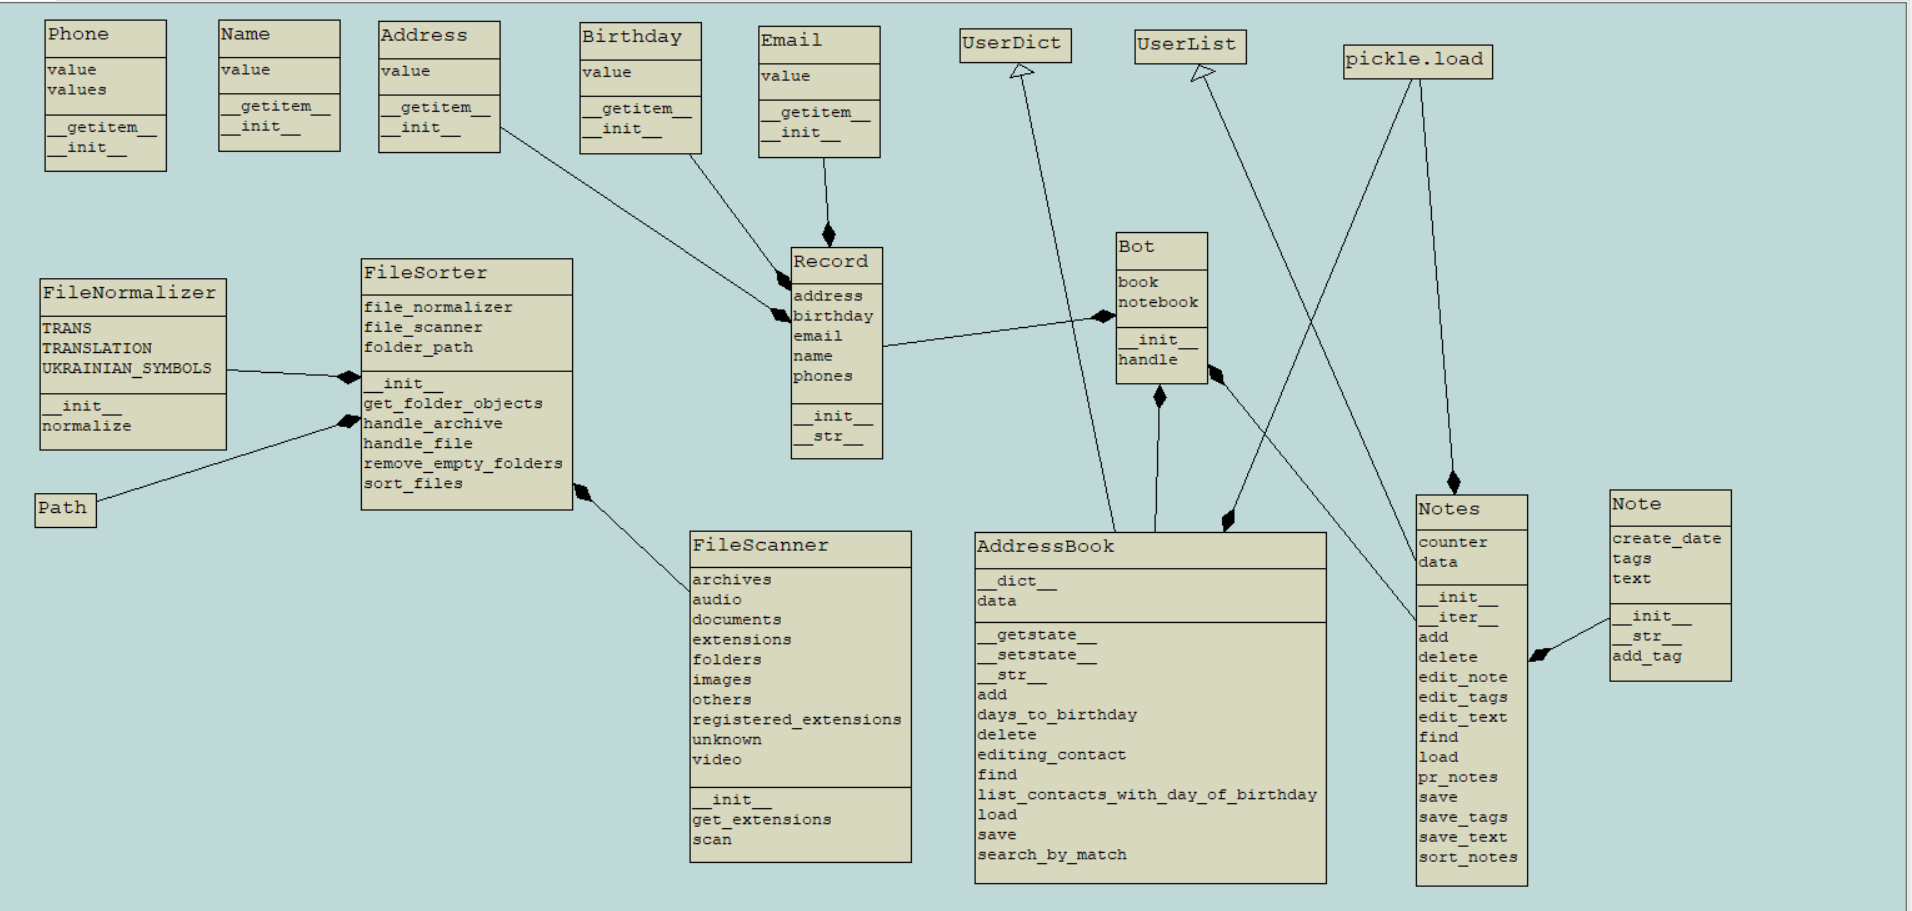 Phone
value
values
__getitem__
__init__
Name
value
__getitem__
__init__
Address
value
__getitem__
__init__
Birthday
value
__getitem__
__init__
Email
value
__getitem__
__init__
UserDict
UserList
pickle.load
FileNormalizer
TRANS
TRANSLATION
UKRAINIAN_SYMBOLS
__init__
normalize
FileSorter
file_normalizer
file_scanner
folder_path
__init__
get_folder_objects
handle_archive
handle_file
remove_empty_folders
sort_files
Record
address
birthday
email
name
phones
__init__
__str__
Bot
book
notebook
__init__
handle
Path
FileScanner
archives
audio
documents
extensions
folders
images
others
registered_extensions
unknown
video
__init__
get_extensions
scan
AddressBook
__dict__
data
__getstate__
__setstate__
__str__
add
days_to_birthday
delete
editing_contact
find
list_contacts_with_day_of_birthday
load
save
search_by_match
Notes
counter
data
__init__
__iter__
add
delete
edit_note
edit_tags
edit_text
find
load
pr_notes
save
save_tags
save_text
sort_notes
Note
create_date
tags
text
__init__
__str__
add_tag